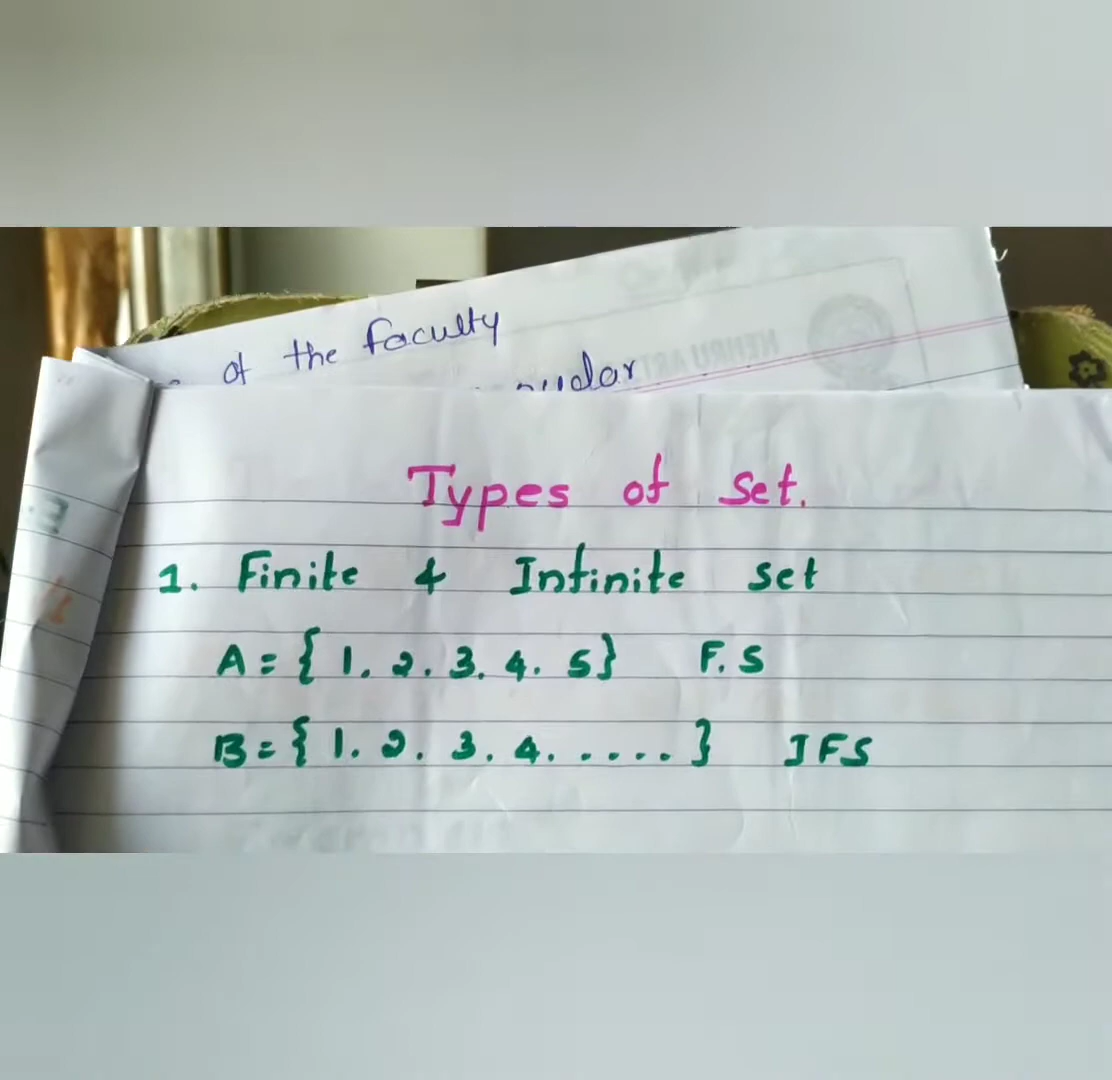 of the faculty
Types of set.
1. Finite & Infinite set
A = { 1. 2. 3. 4. 5} F. S
B = { 1. 2. 3. 4. . . . . . } IFS